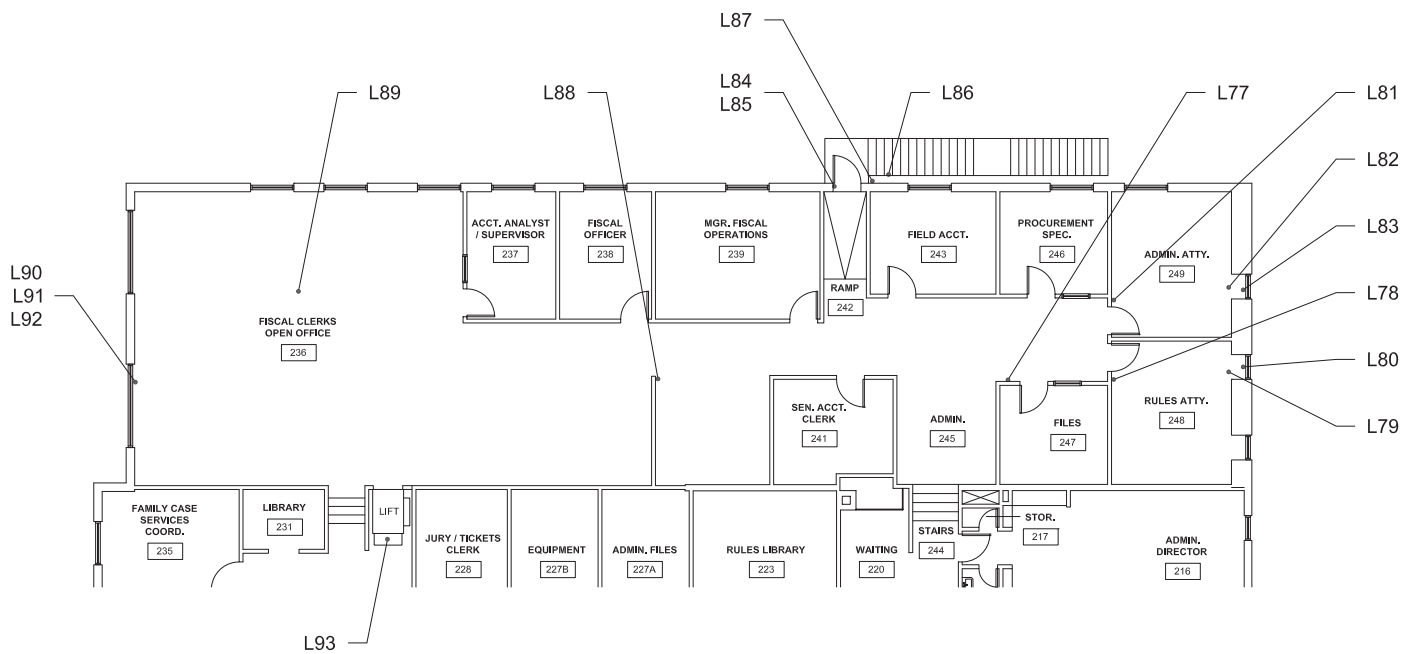 L87
L84
L85
L89
L88
L86
L77
L81
L82
L83
L90
L91
L92
L78
L80
L79
ACCT. ANALYST
/ SUPERVISOR
237
FISCAL
OFFICER
238
MGR. FISCAL
OPERATIONS
239
FIELD ACCT.
243
PROCUREMENT
SPEC.
246
ADMIN. ATTY.
249
RAMP
242
FISCAL CLERKS
OPEN OFFICE
236
SEN. ACCT.
CLERK
241
ADMIN.
245
FILES
247
RULES ATTY.
248
FAMILY CASE
SERVICES
COORD.
235
LIBRARY
231
LIFT
JURY / TICKETS
CLERK
228
EQUIPMENT
227B
ADMIN. FILES
227A
RULES LIBRARY
223
WAITING
220
STAIRS
244
STOR.
217
ADMIN.
DIRECTOR
216
L93